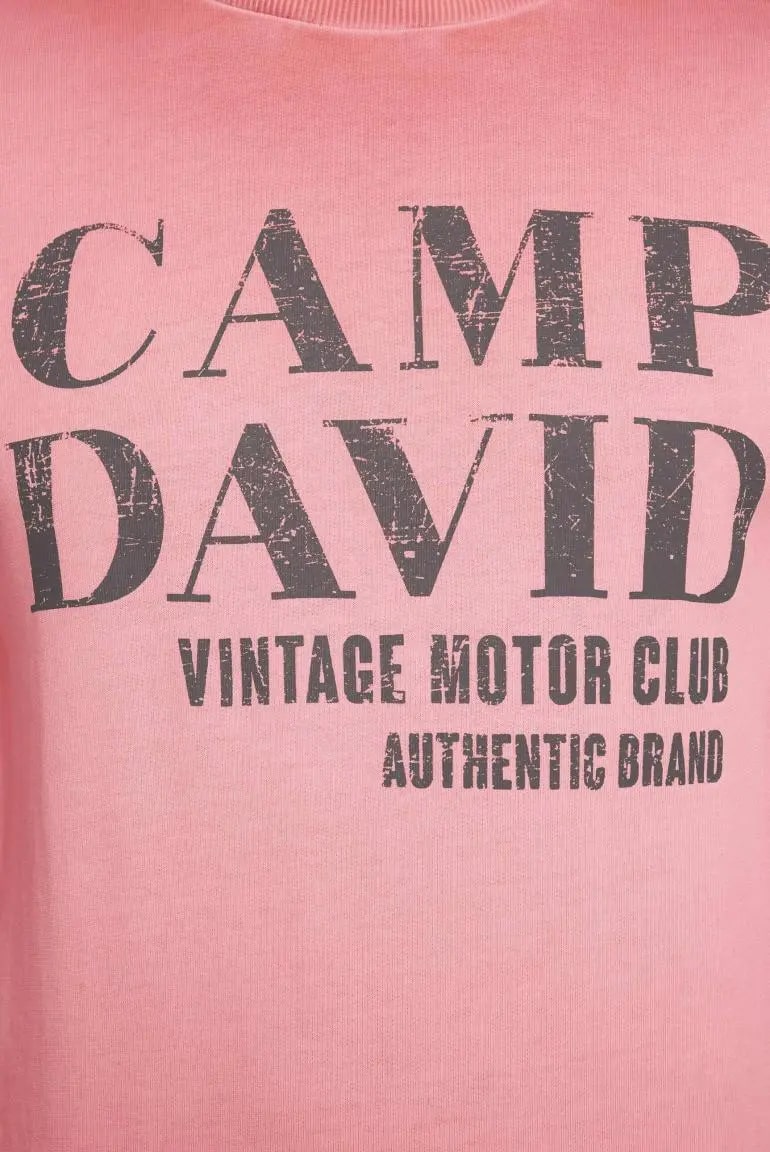 CAMP
DAVID
VINTAGE MOTOR CLUB
AUTHENTIC BRAND